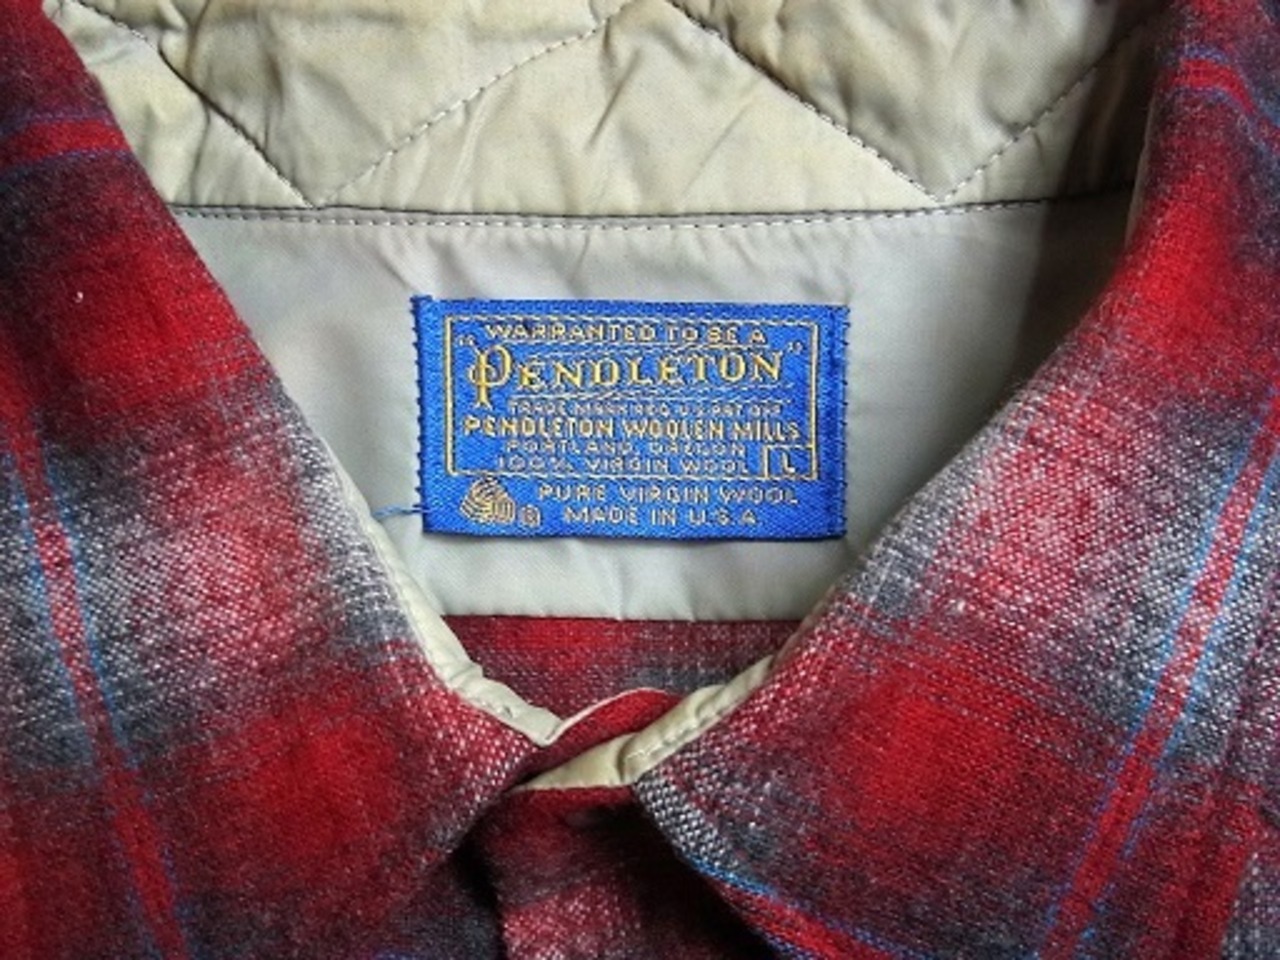 WARRANTED TO BE A
"PENDLETON"
TRADE MARK REG. U.S. PAT. OFF.
PENDLETON WOOLEN MILLS
PORTLAND, OREGON
100% VIRGIN WOOL L
PURE VIRGIN WOOL
® MADE IN U.S.A.